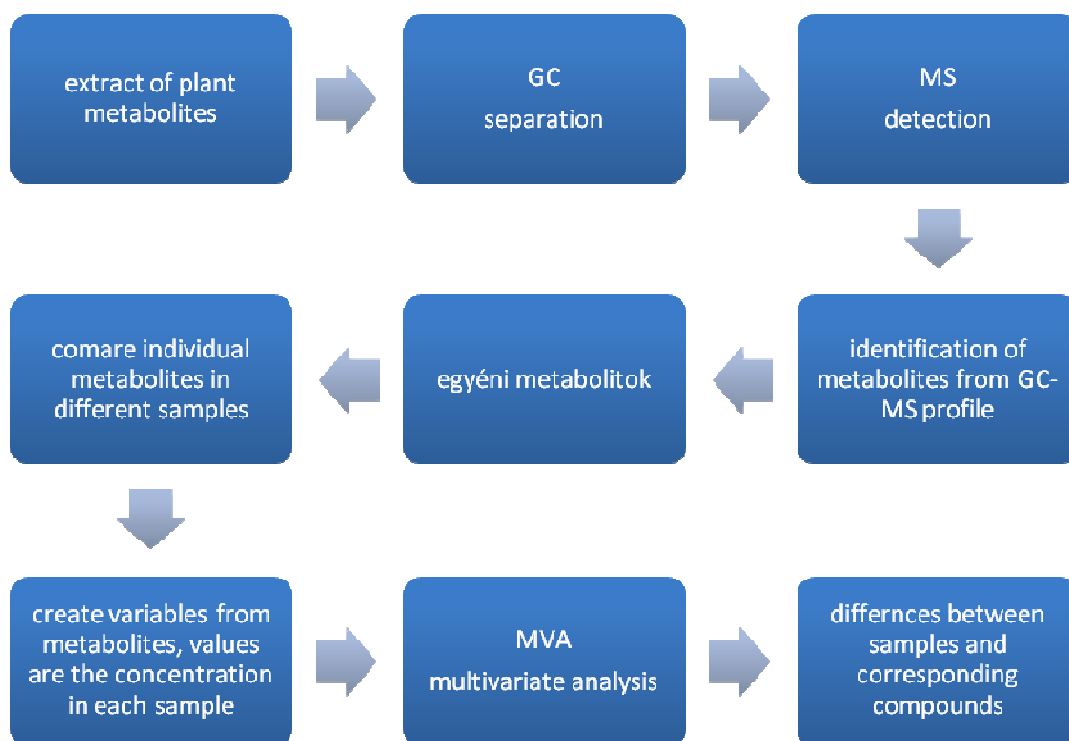 extract of plant
metabolites
GC
separation
MS
detection
identification of
metabolites from GC-
MS profile
egyéni metabolitok
comare individual
metabolites in
different samples
create variables from
metabolites, values
are the concentration
in each sample
MVA
multivariate analysis
differnces between
samples and
corresponding
compounds